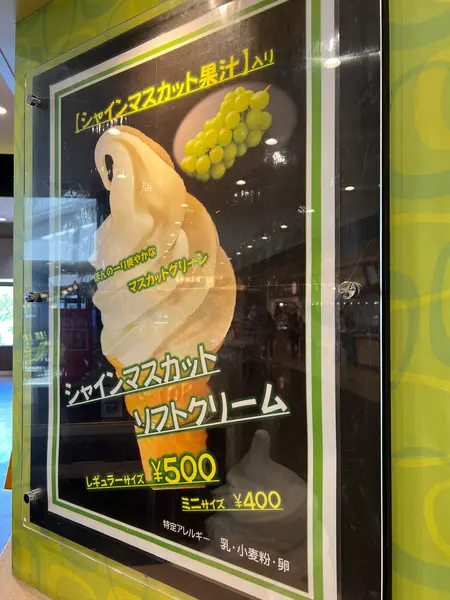 [シャインマスカット果汁]入り
ほんのーり爽やかな
マスカットグリーン
シャインマスカット
ソフトクリーム
レギュラーサイズ ¥500
ミニサイズ ¥400
特定アレルギー 乳・小麦粉・卵